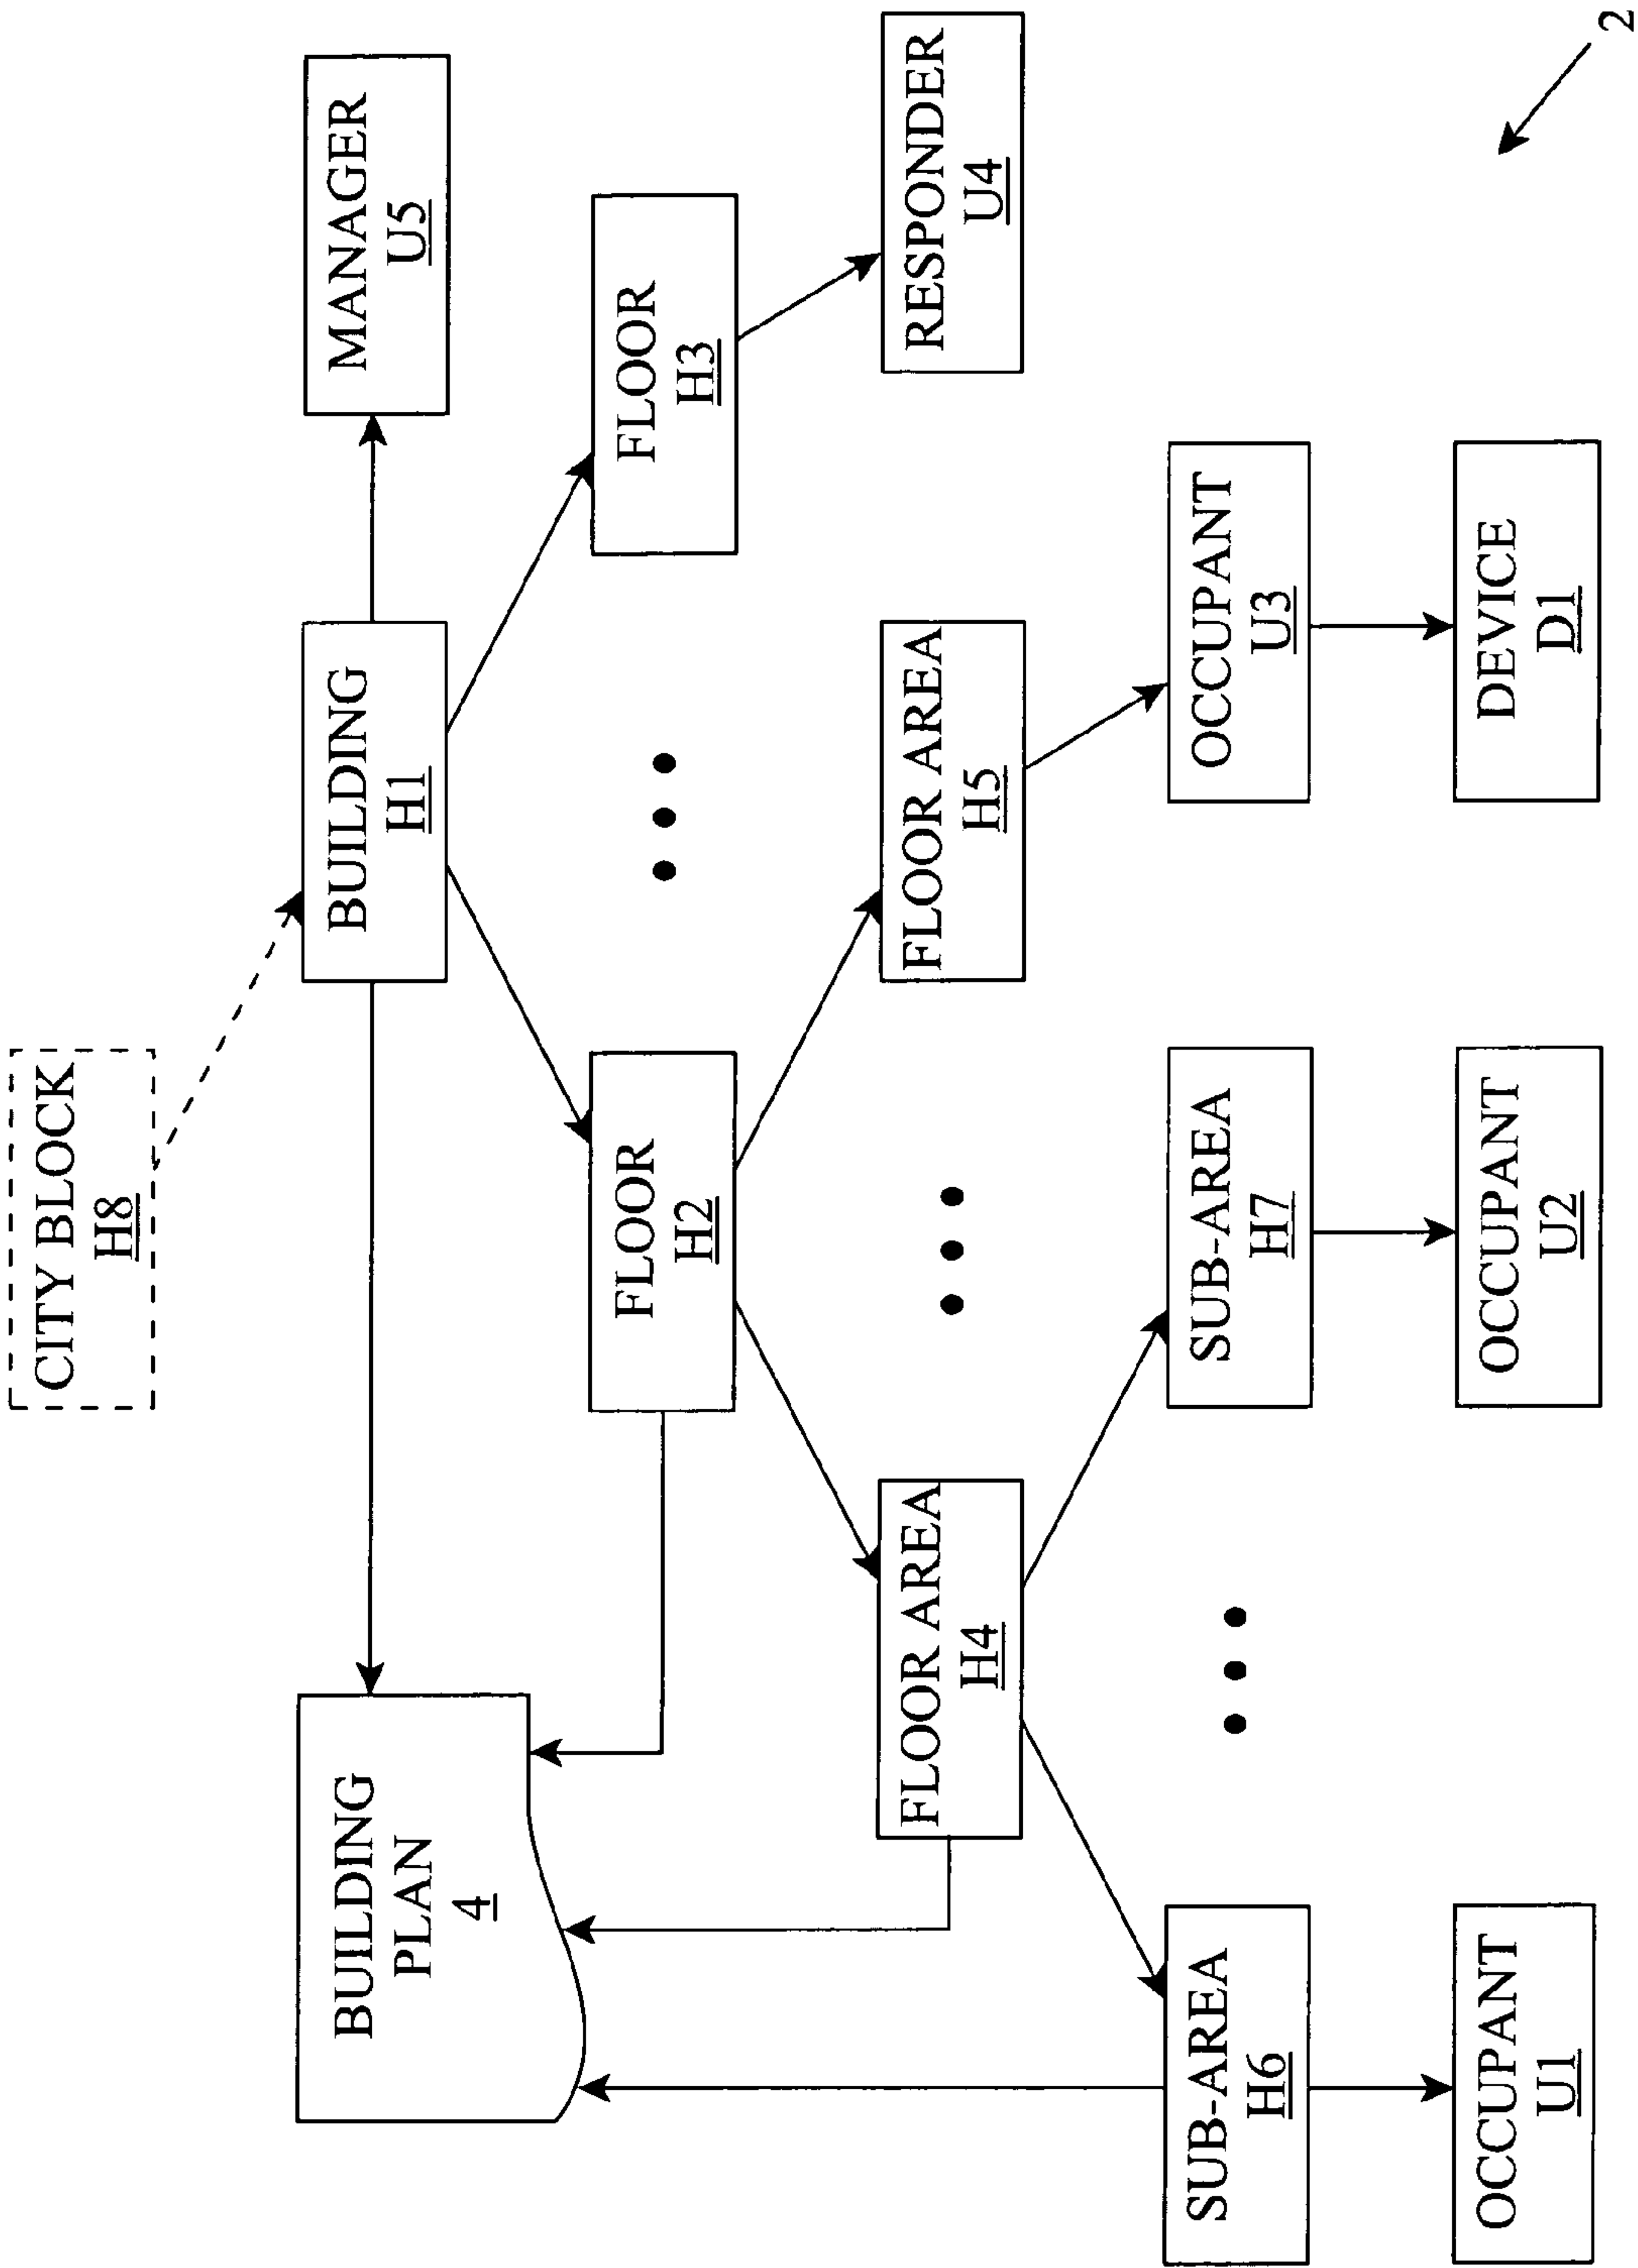 CITY BLOCK
H8
BUILDING
PLAN
4
BUILDING
H1
MANAGER
U5
FLOOR
H2
FLOOR
H3
FLOOR AREA
H4
FLOOR AREA
H5
RESPONDER
U4
SUB-AREA
H6
SUB-AREA
H7
OCCUPANT
U3
OCCUPANT
U1
OCCUPANT
U2
DEVICE
D1
2